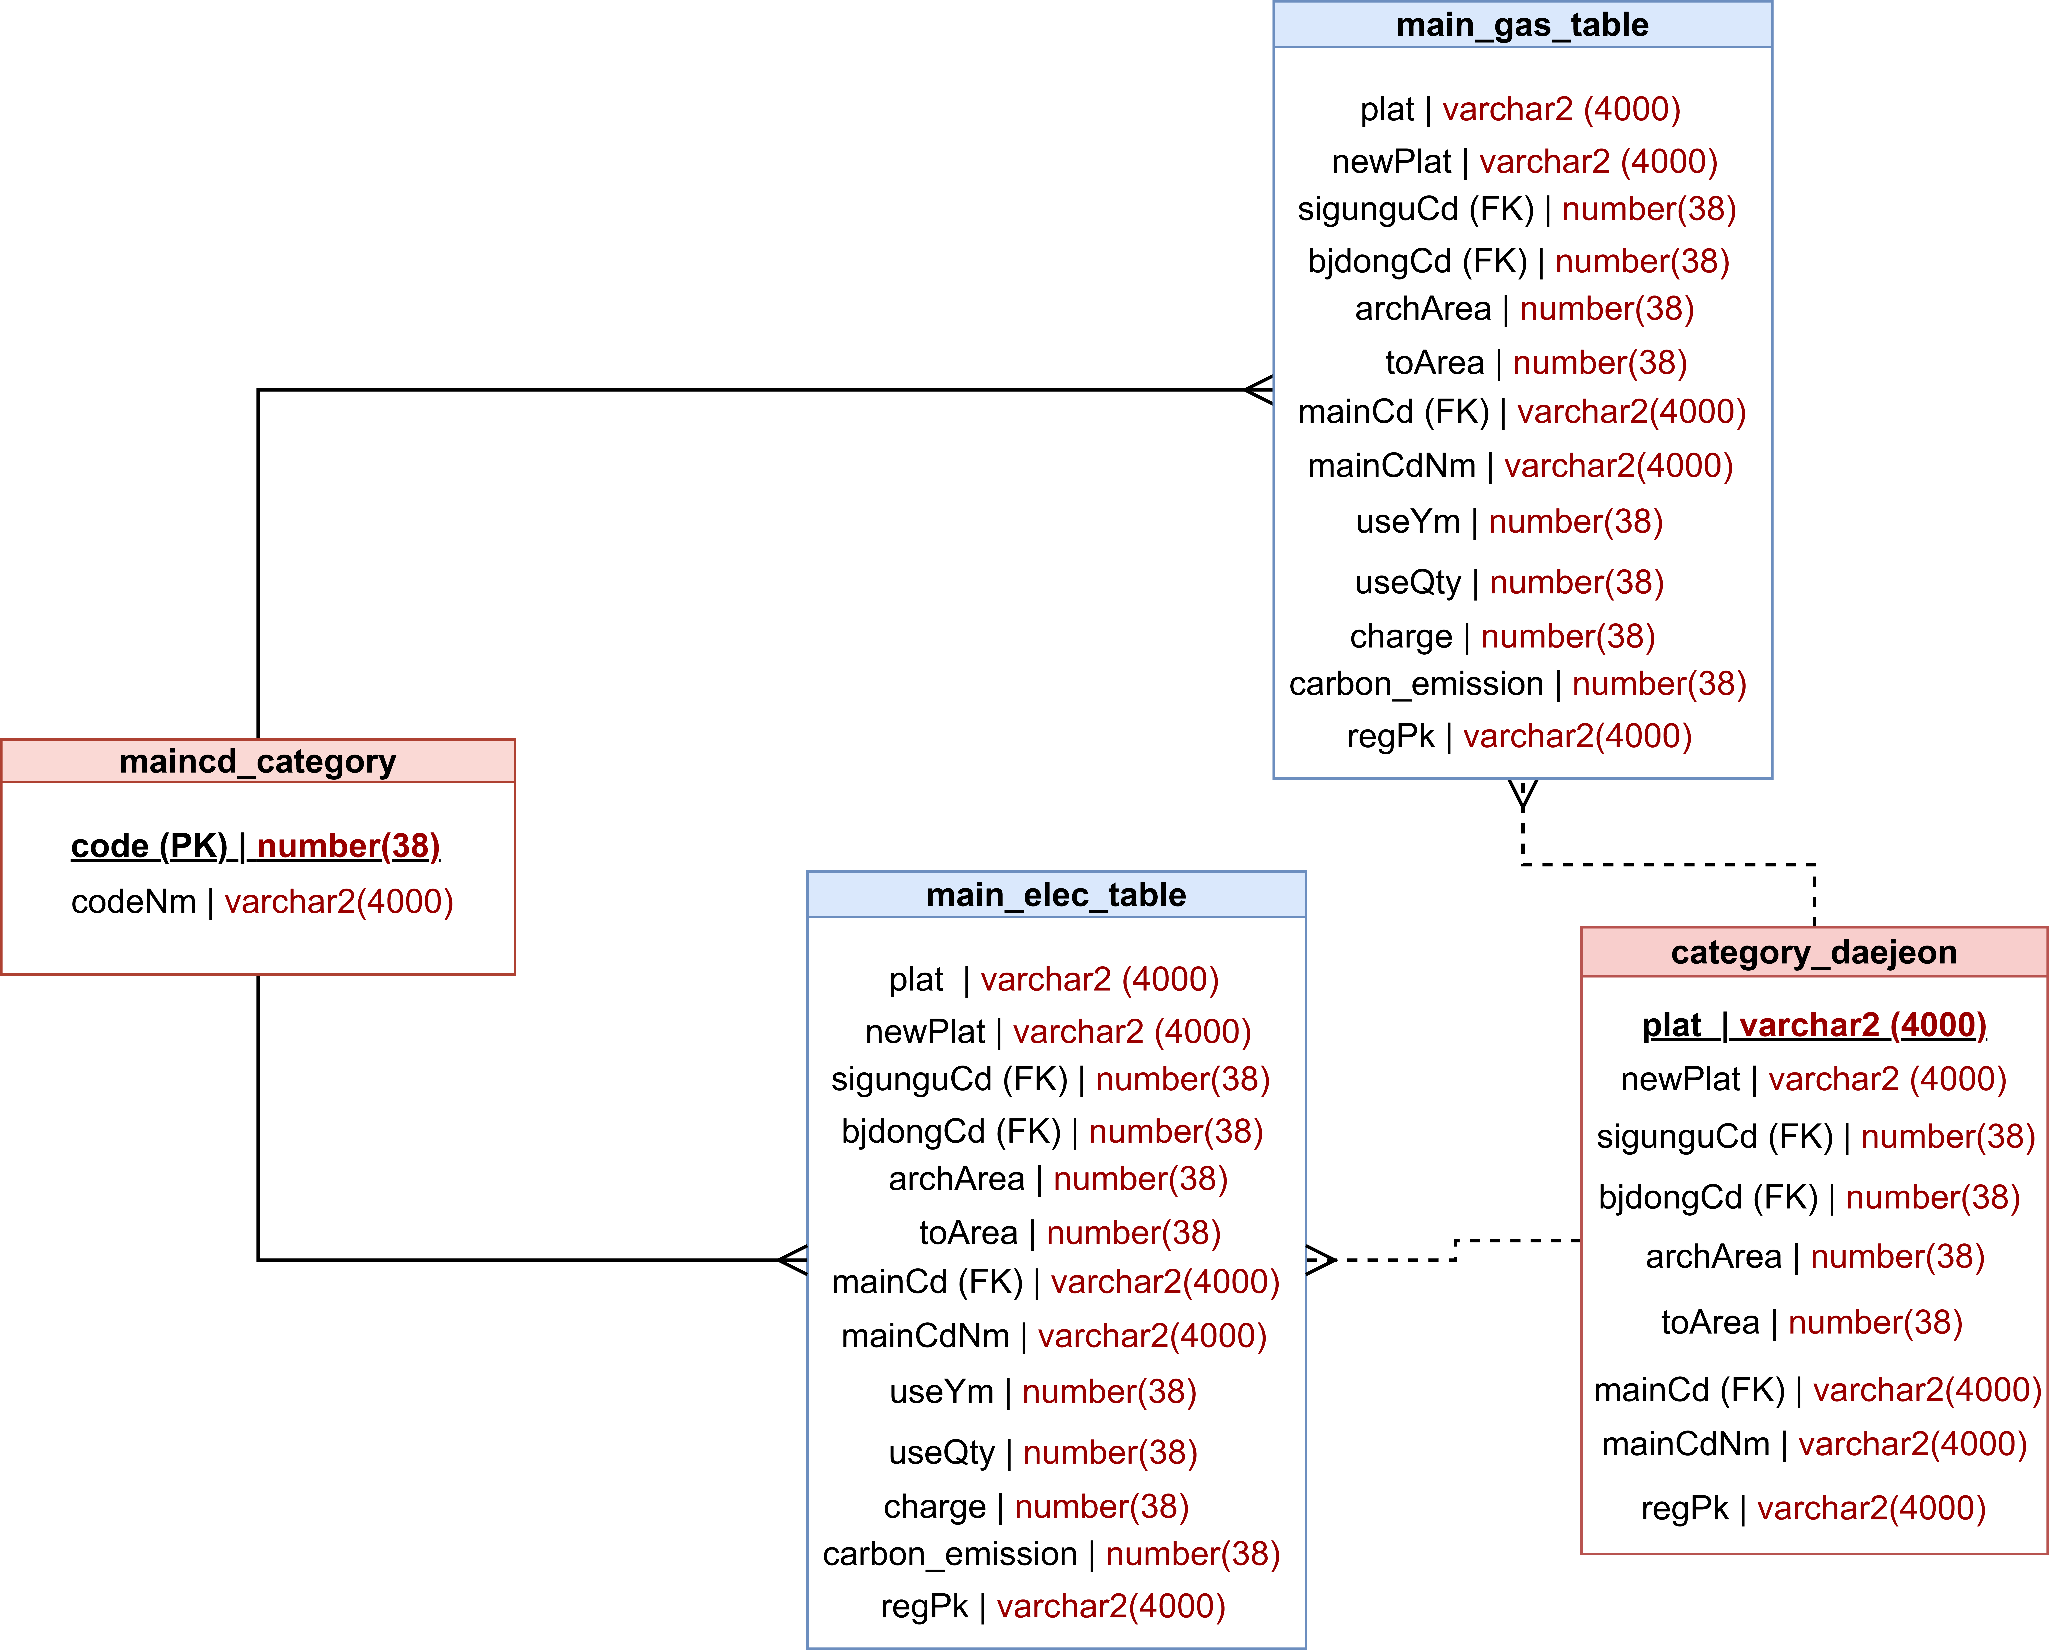 main_gas_table
plat | varchar2 (4000)
newPlat | varchar2 (4000)
sigunguCd (FK) | number(38)
bjdongCd (FK) | number(38)
archArea | number(38)
toArea | number(38)
mainCd (FK) | varchar2(4000)
mainCdNm | varchar2(4000)
useYm | number(38)
useQty | number(38)
charge | number(38)
carbon_emission | number(38)
regPk | varchar2(4000)
maincd_category
code (PK) | number(38)
codeNm | varchar2(4000)
main_elec_table
plat | varchar2 (4000)
newPlat | varchar2 (4000)
sigunguCd (FK) | number(38)
bjdongCd (FK) | number(38)
archArea | number(38)
toArea | number(38)
mainCd (FK) | varchar2(4000)
mainCdNm | varchar2(4000)
useYm | number(38)
useQty | number(38)
charge | number(38)
carbon_emission | number(38)
regPk | varchar2(4000)
category_daejeon
plat | varchar2 (4000)
newPlat | varchar2 (4000)
sigunguCd (FK) | number(38)
bjdongCd (FK) | number(38)
archArea | number(38)
toArea | number(38)
mainCd (FK) | varchar2(4000)
mainCdNm | varchar2(4000)
regPk | varchar2(4000)